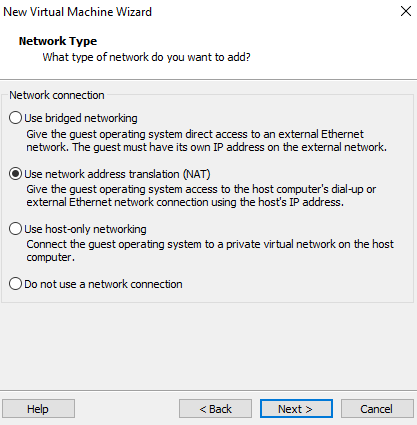 New Virtual Machine Wizard
Network Type
What type of network do you want to add?
Network connection
Use bridged networking
Give the guest operating system direct access to an external Ethernet
network. The guest must have its own IP address on the external network.
Use network address translation (NAT)
Give the guest operating system access to the host computer's dial-up or
external Ethernet network connection using the host's IP address.
Use host-only networking
Connect the guest operating system to a private virtual network on the host
computer.
Do not use a network connection
Help
< Back
Next >
Cancel